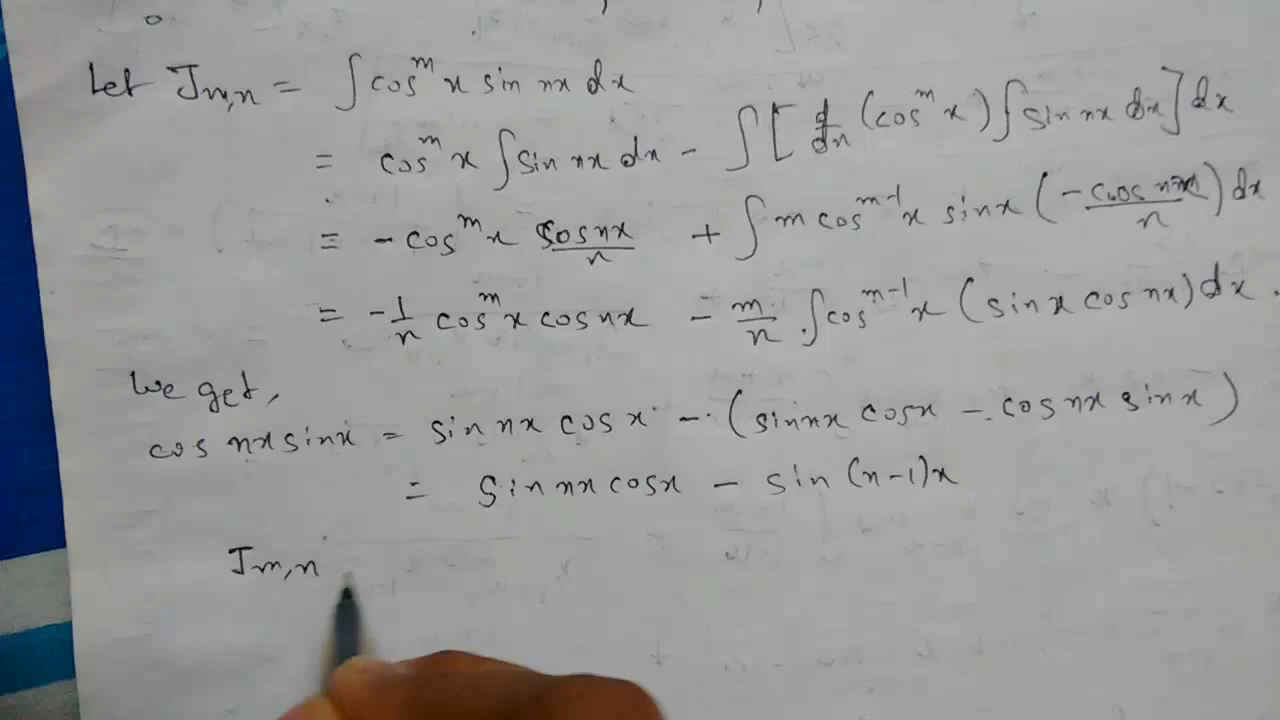 Let J_{m,n} = ∫ cos^m x sin nx dx
= cos^m x ∫ sin nx dx - ∫ [ d/dx (cos^m x) ∫ sin nx dx ] dx
= - cos^m x cos nx/n + ∫ m cos^{m-1} x sin x ( - cos nx / n ) dx
= - 1/n cos^m x cos nx - m/n . ∫ cos^{m-1} x ( sin x cos nx ) dx .
We get,
cos nx sin x = sin nx cos x - ( sin nx cos x - cos nx sin x )
= sin nx cos x - sin (n-1)x
J_{m,n}